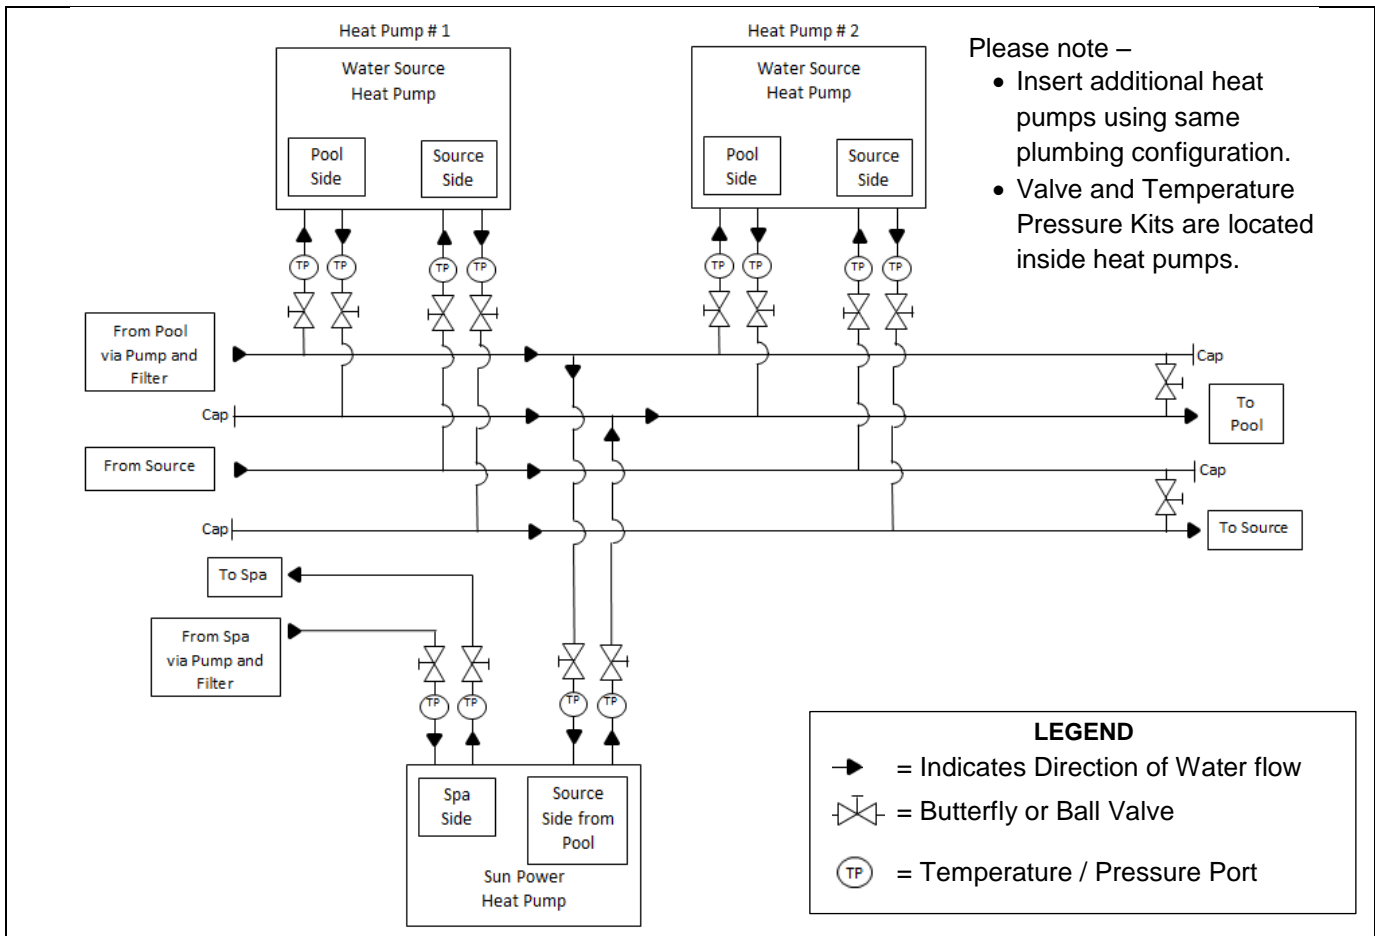 Heat Pump # 1
Heat Pump # 2
Water Source
Heat Pump
Pool
Side
Source
Side
Water Source
Heat Pump
Pool
Side
Source
Side
Please note –
• Insert additional heat
pumps using same
plumbing configuration.
• Valve and Temperature
Pressure Kits are located
inside heat pumps.
TP
TP
TP
TP
TP
TP
TP
TP
From Pool
via Pump and
Filter
Cap
Cap
To
Pool
From Source
Cap
Cap
To Source
To Spa
From Spa
via Pump and
Filter
TP
TP
TP
TP
Spa
Side
Source
Side from
Pool
Sun Power
Heat Pump
LEGEND
= Indicates Direction of Water flow
= Butterfly or Ball Valve
TP = Temperature / Pressure Port